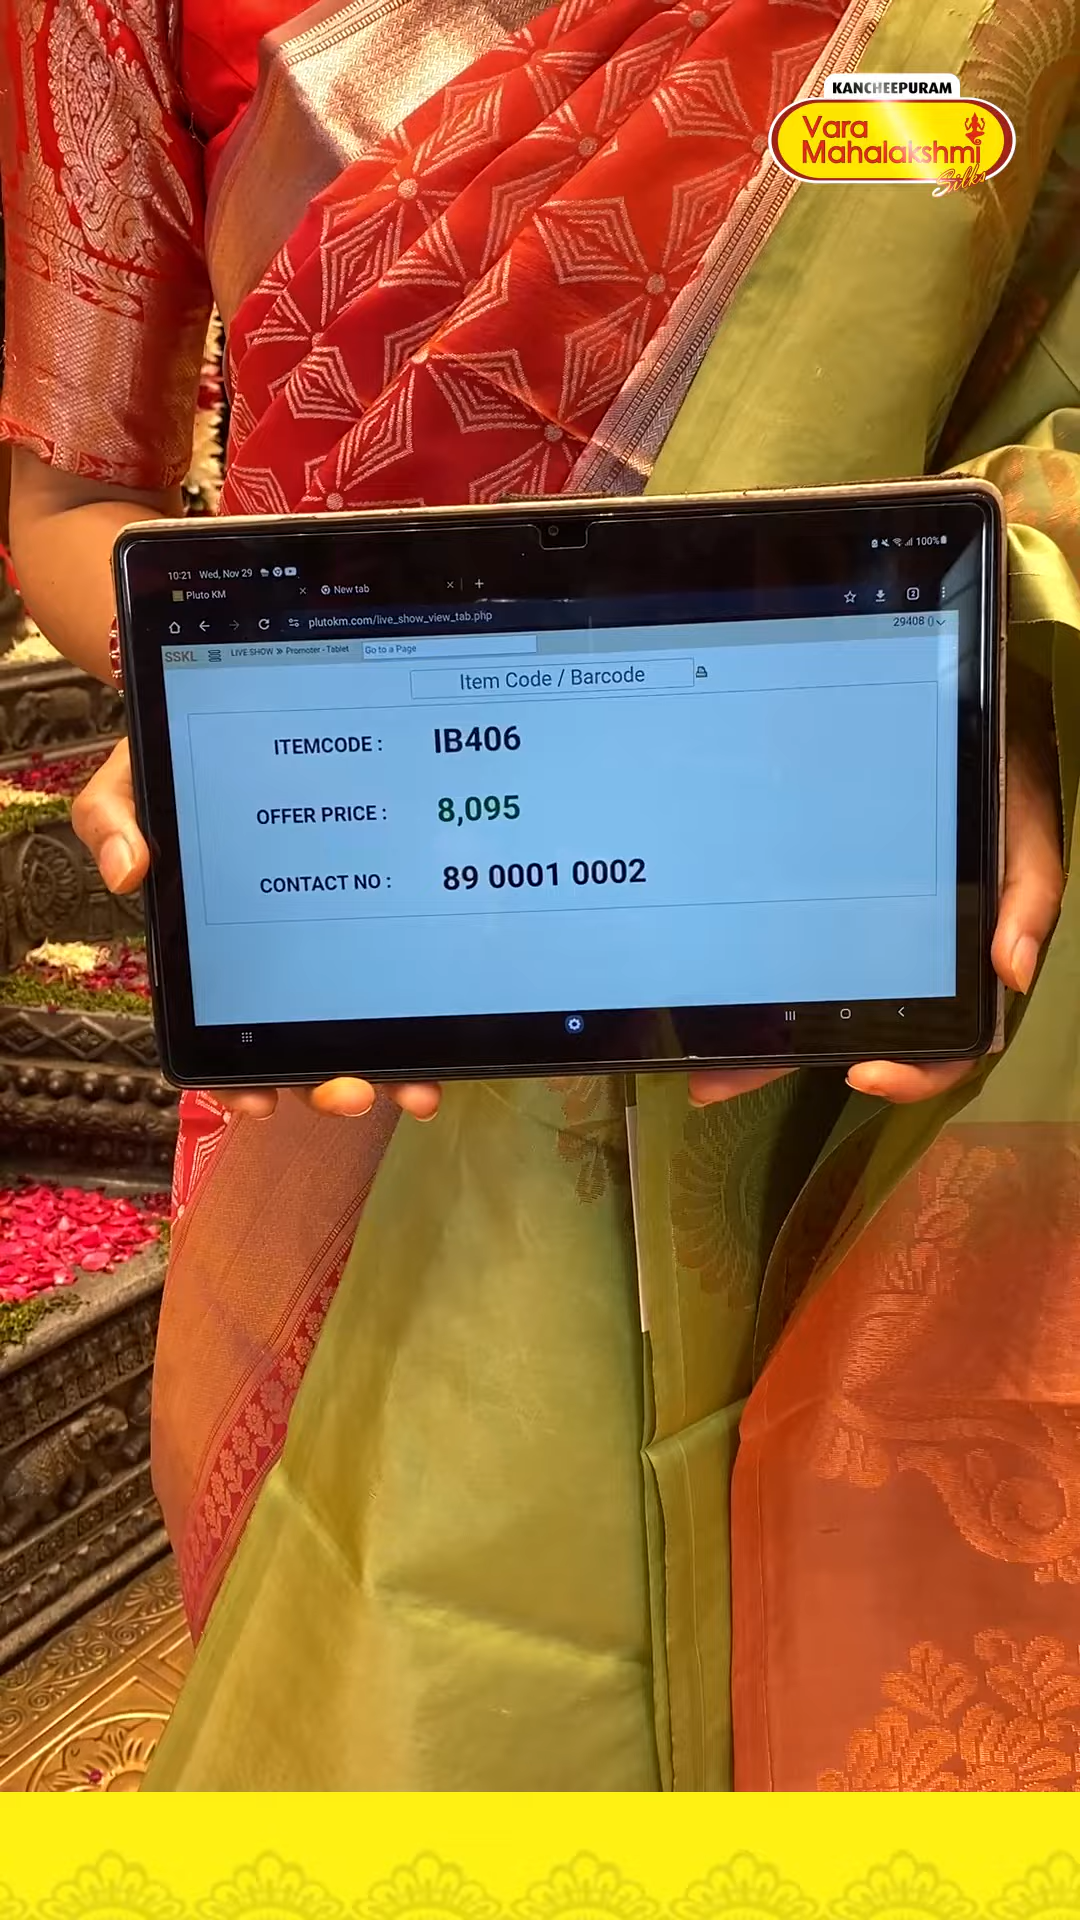 KANCHEEPURAM
Vara
Mahalakshmi
Silks
10:21 Wed, Nov 29
100%
Pluto KM
New tab
plutokm.com/live_show_view_tab.php
2
29408 ()
SSKL
LIVE SHOW » Promoter - Tablet
Go to a Page
Item Code / Barcode
ITEMCODE : IB406
OFFER PRICE : 8,095
CONTACT NO : 89 0001 0002